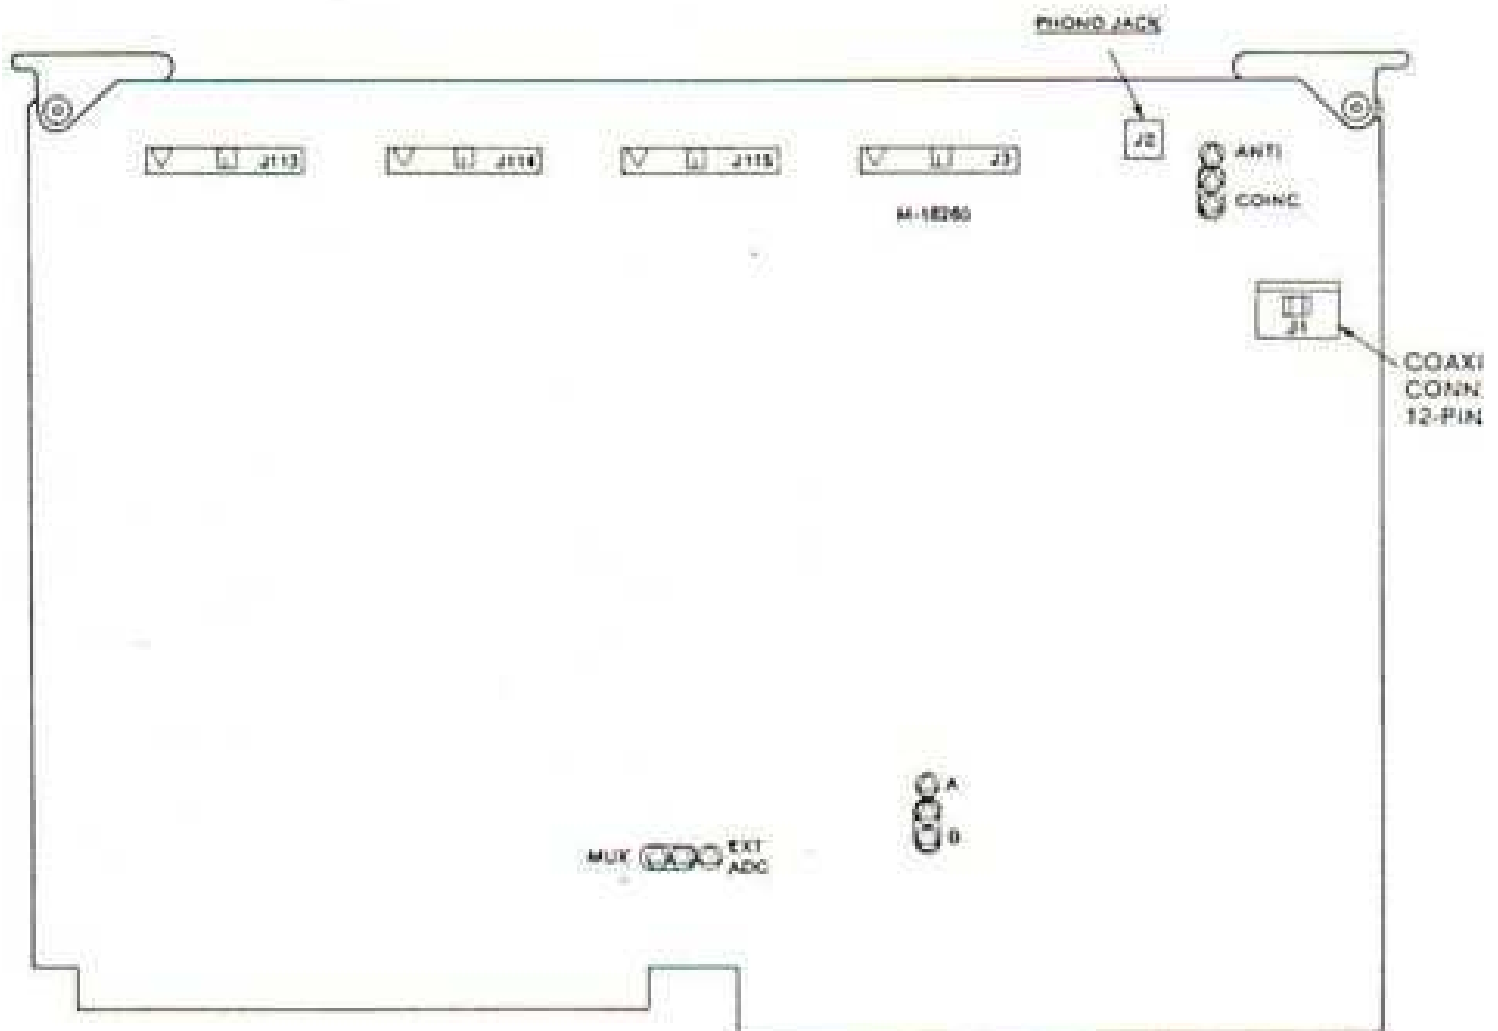 PHONO JACK
J113
J114
J115
J3
J2
ANTI
COINC
M-18260
J1
COAXI
CONN.
12-PIN
A
B
MUX
EXT
ADC